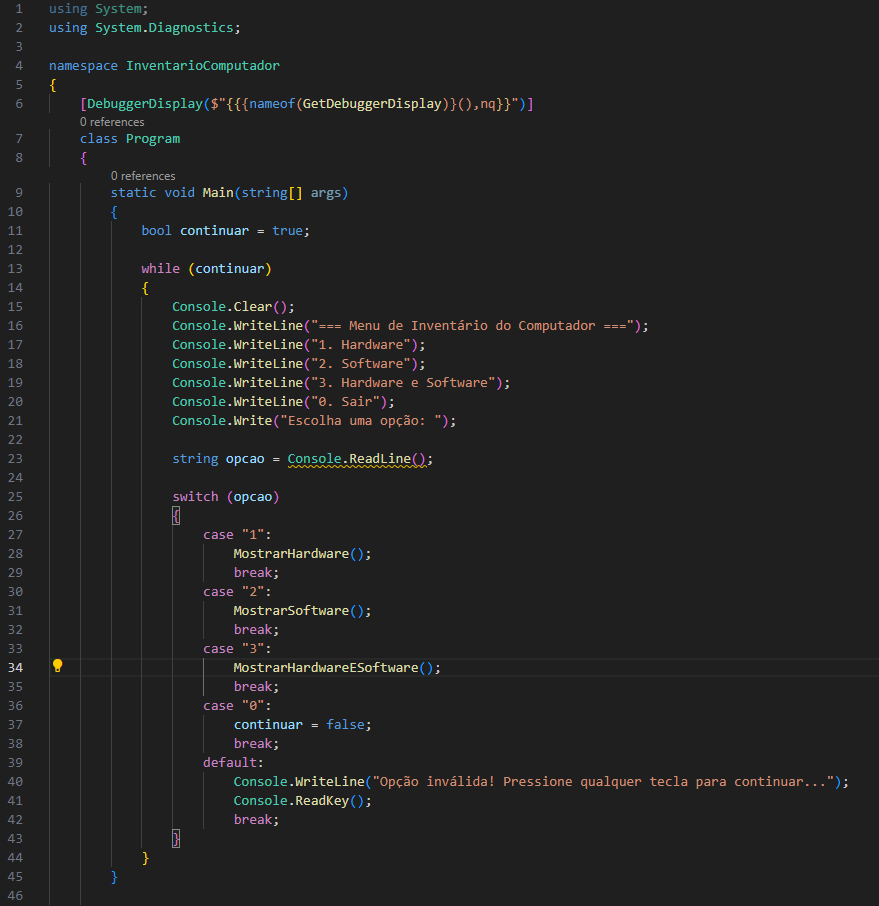 1 using System;
2 using System.Diagnostics;
3
4 namespace InventarioComputador
5 {
6 [DebuggerDisplay($"{{{nameof(GetDebuggerDisplay)}(),nq}}")]
0 references
7 class Program
8 {
0 references
9 static void Main(string[] args)
10 {
11 bool continuar = true;
12
13 while (continuar)
14 {
15 Console.Clear();
16 Console.WriteLine("=== Menu de Inventário do Computador ===");
17 Console.WriteLine("1. Hardware");
18 Console.WriteLine("2. Software");
19 Console.WriteLine("3. Hardware e Software");
20 Console.WriteLine("0. Sair");
21 Console.Write("Escolha uma opção: ");
22
23 string opcao = Console.ReadLine();
24
25 switch (opcao)
26 {
27 case "1":
28 MostrarHardware();
29 break;
30 case "2":
31 MostrarSoftware();
32 break;
33 case "3":
34 MostrarHardwareESoftware();
35 break;
36 case "0":
37 continuar = false;
38 break;
39 default:
40 Console.WriteLine("Opção inválida! Pressione qualquer tecla para continuar...");
41 Console.ReadKey();
42 break;
43 }
44 }
45 }
46